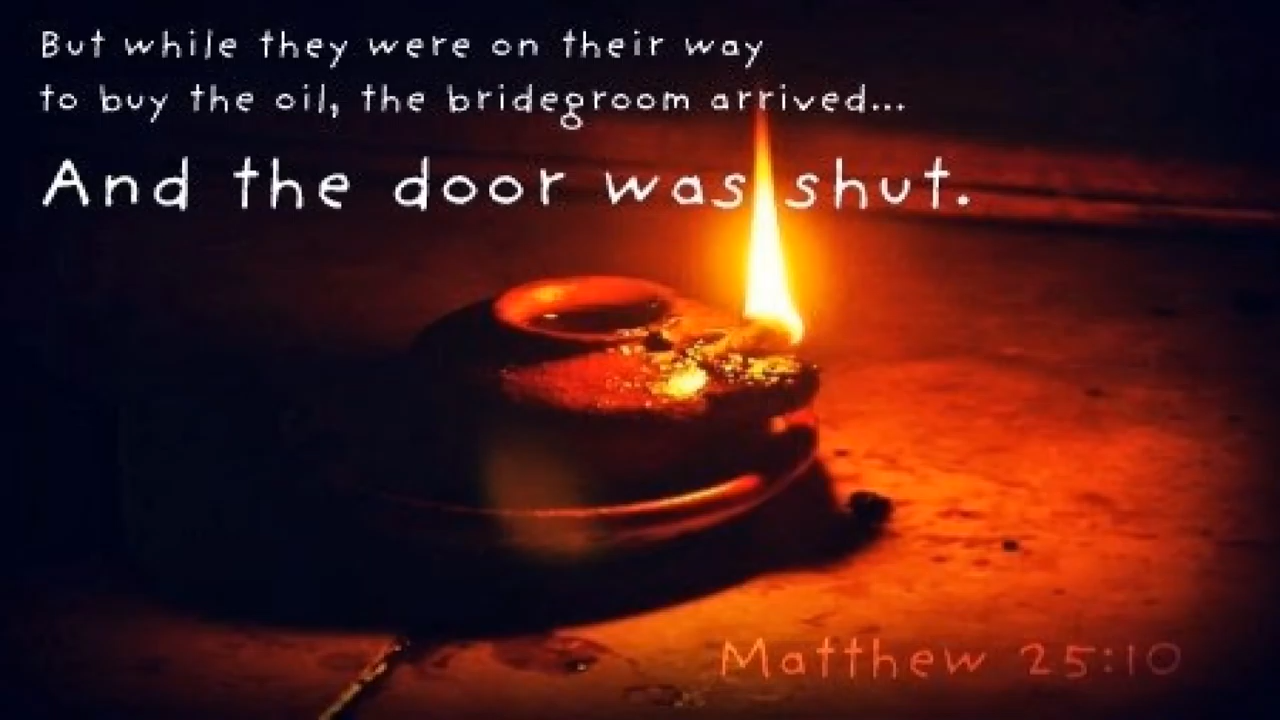 But while they were on their way
to buy the oil, the bridegroom arrived...
And the door was shut.
Matthew 25:10